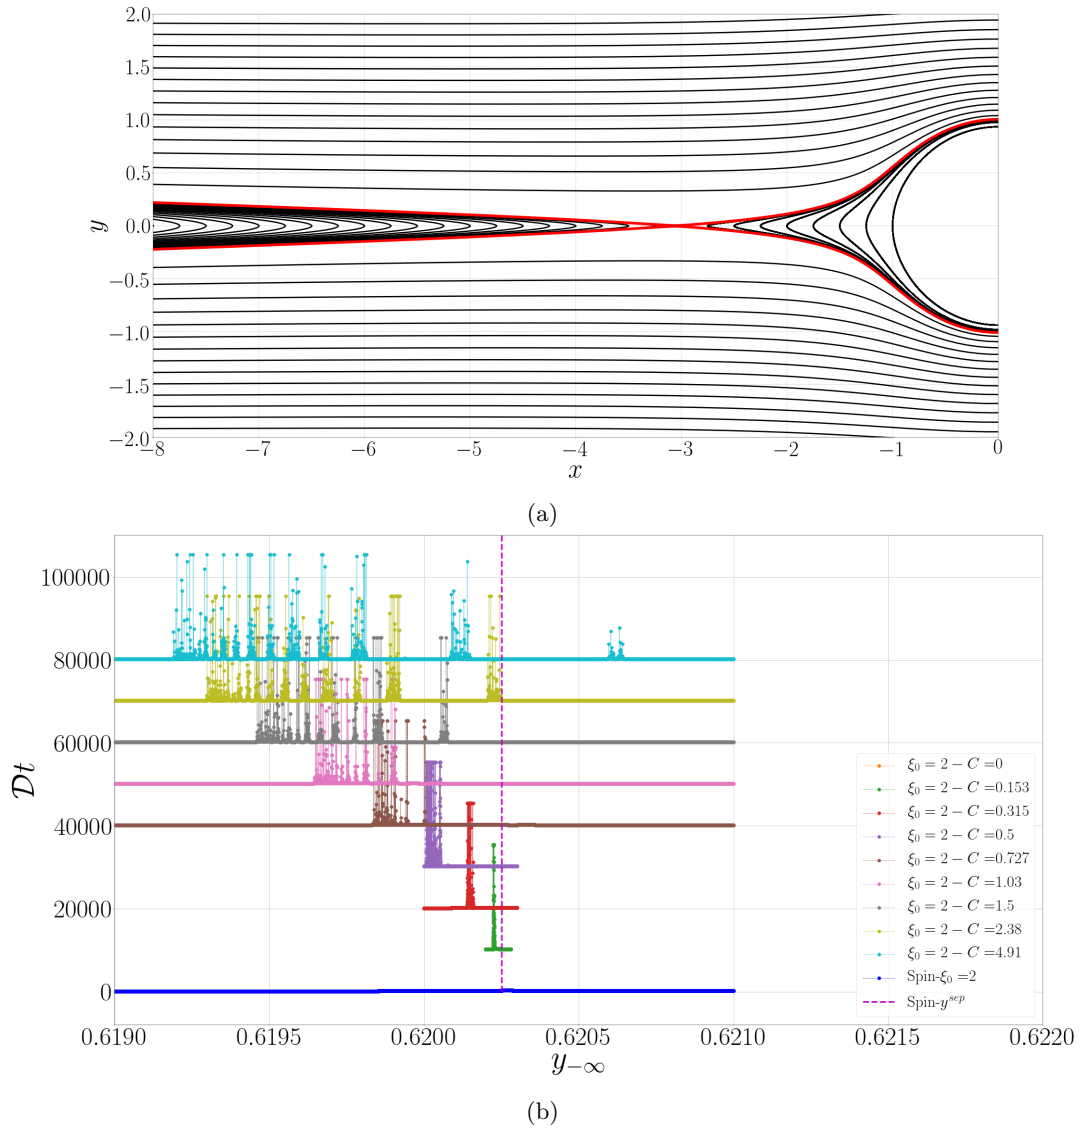 2.0
1.5
1.0
0.5
0.0
−0.5
−1.0
−1.5
−2.0
y
−8 −7 −6 −5 −4 −3 −2 −1 0
x
(a)
100000
80000
60000
40000
20000
0
𝒟t
ξ₀ = 2 − C =0
ξ₀ = 2 − C =0.153
ξ₀ = 2 − C =0.315
ξ₀ = 2 − C =0.5
ξ₀ = 2 − C =0.727
ξ₀ = 2 − C =1.03
ξ₀ = 2 − C =1.5
ξ₀ = 2 − C =2.38
ξ₀ = 2 − C =4.91
Spin-ξ₀ =2
Spin-y^{sep}
0.6190 0.6195 0.6200 0.6205 0.6210 0.6215 0.6220
y₋∞
(b)